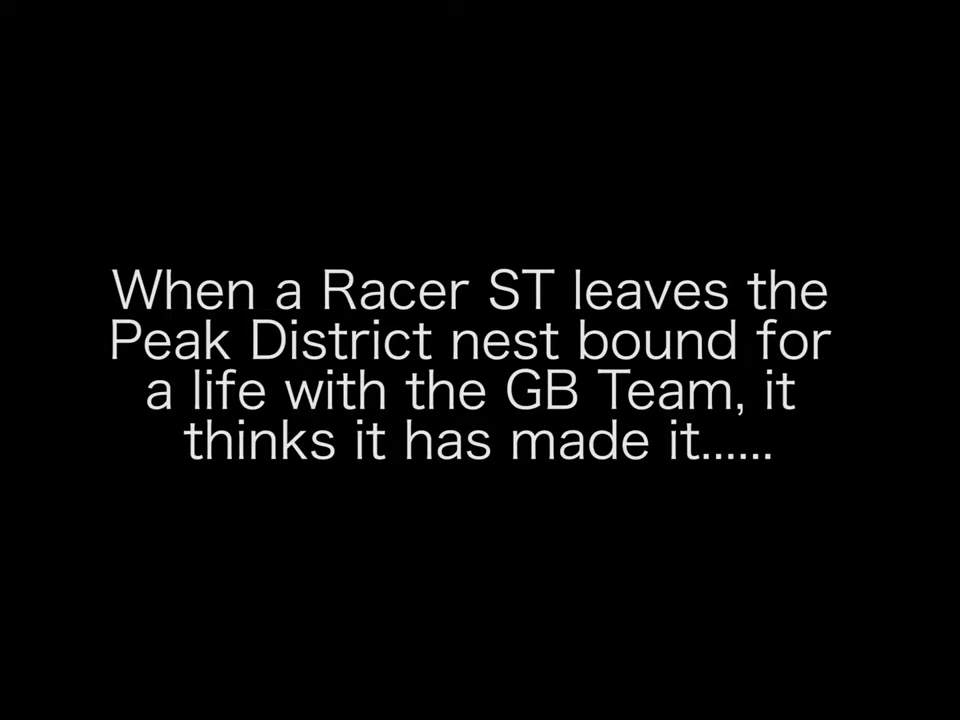 When a Racer ST leaves the
Peak District nest bound for
a life with the GB Team, it
thinks it has made it......